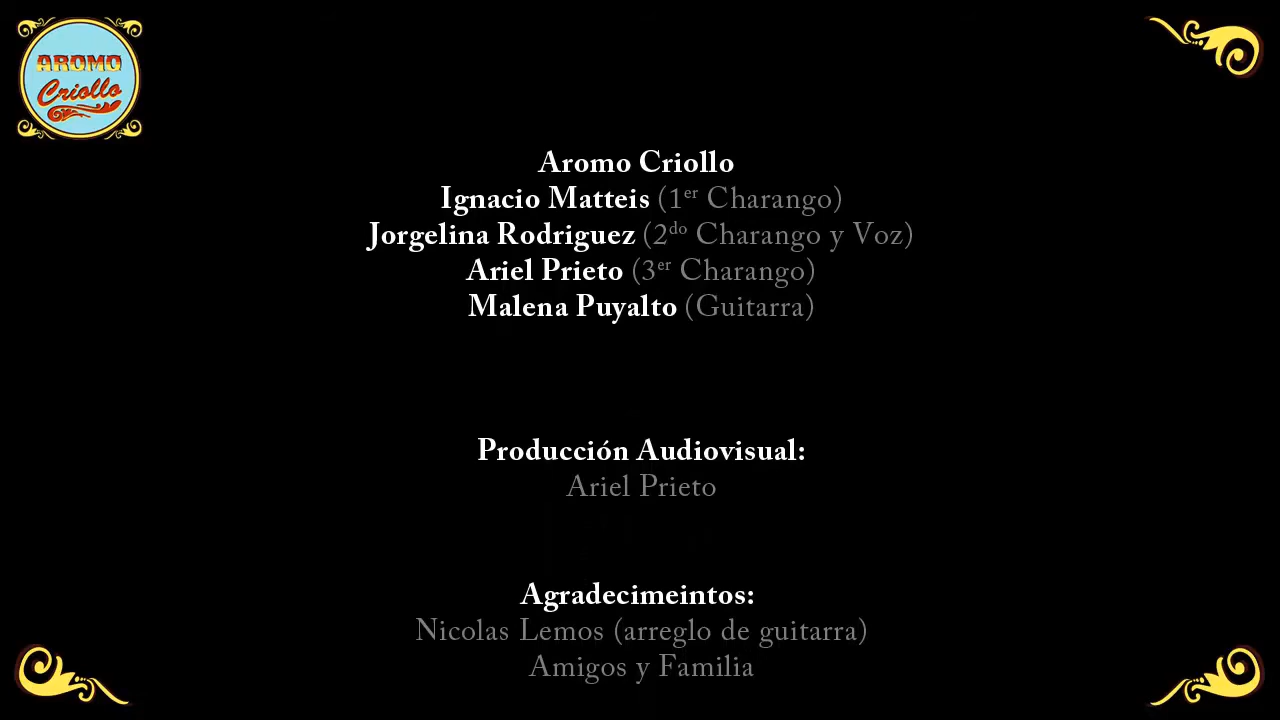 AROMO
Criollo
Aromo Criollo
Ignacio Matteis (1er Charango)
Jorgelina Rodriguez (2do Charango y Voz)
Ariel Prieto (3er Charango)
Malena Puyalto (Guitarra)
Producción Audiovisual:
Ariel Prieto
Agradecimeintos:
Nicolas Lemos (arreglo de guitarra)
Amigos y Familia